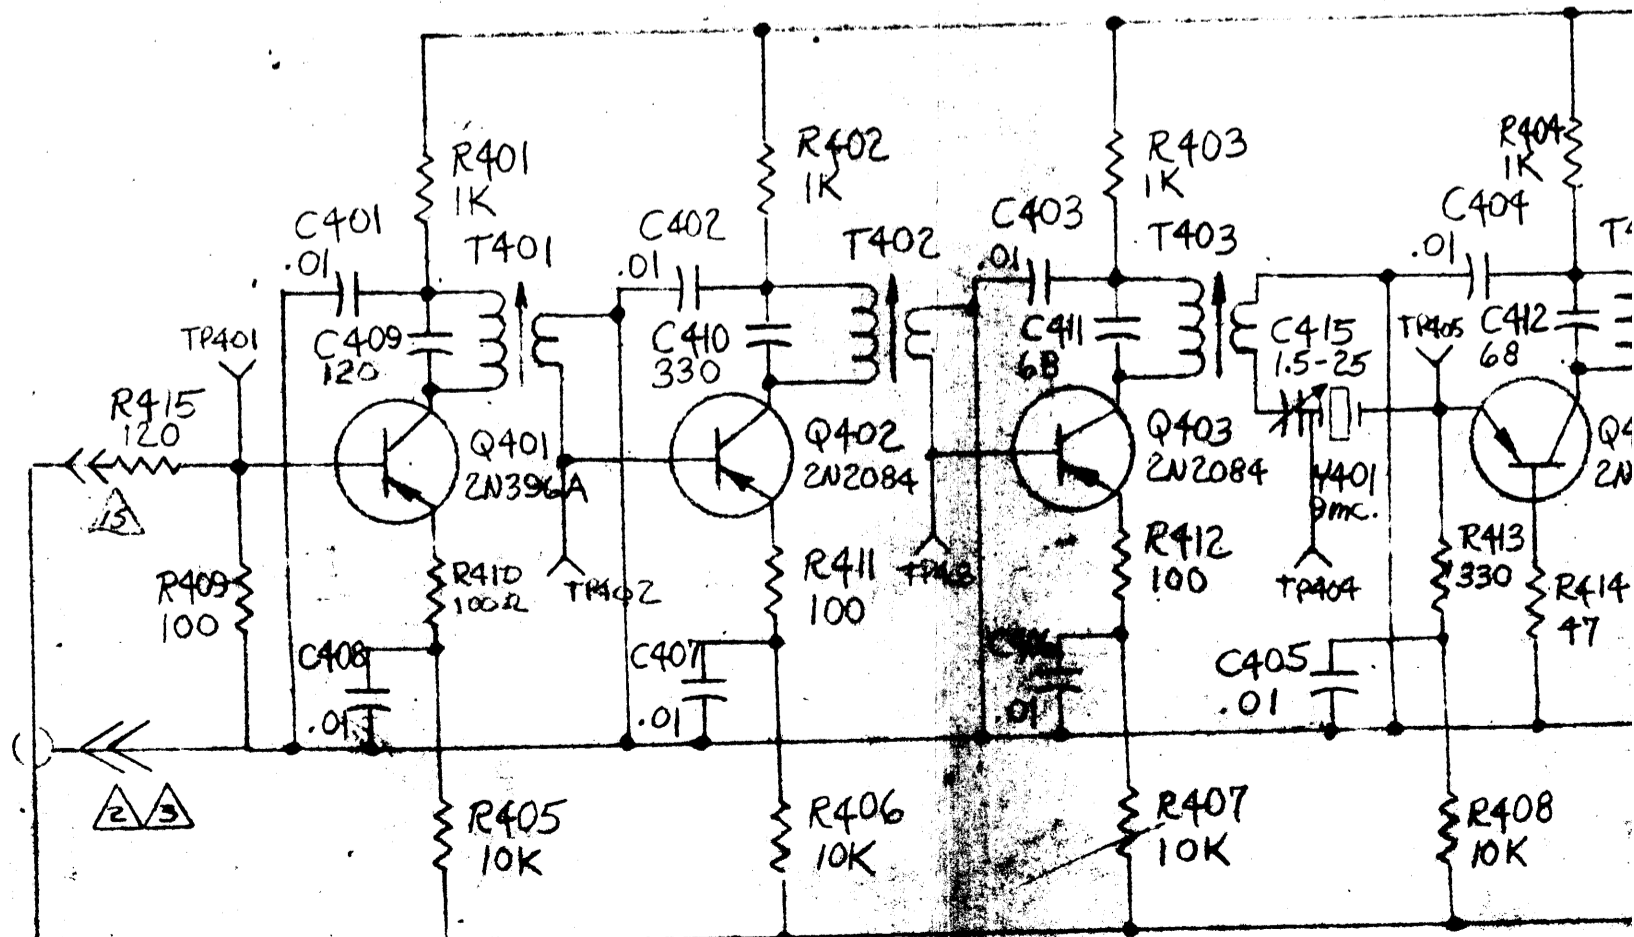 R401
1K
C401
.01
T401
C409
120
TP401
R415
120
Q401
2N396A
15
R409
100
R410
100Ω
TP402
C408
.01
2
3
R405
10K
R402
1K
C402
.01
T402
C410
330
Q402
2N2084
R411
100
C407
.01
R406
10K
R403
1K
C403
.01
T403
C411
68
Q403
2N2084
R412
100
.01
R407
10K
R404
1K
C404
.01
C415
1.5-25
TP405
C412
68
Y401
9mc.
TP404
R413
330
R414
47
C405
.01
R408
10K